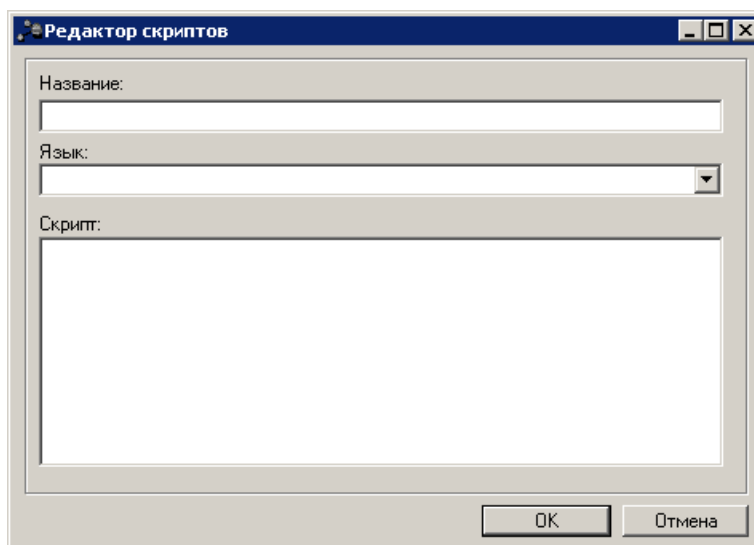 Редактор скриптов
Название:
Язык:
Скрипт:
OK
Отмена